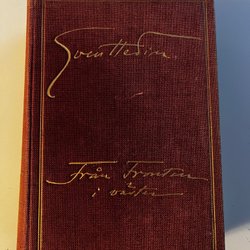 Sven Hedin.
Från Fronten
i väster